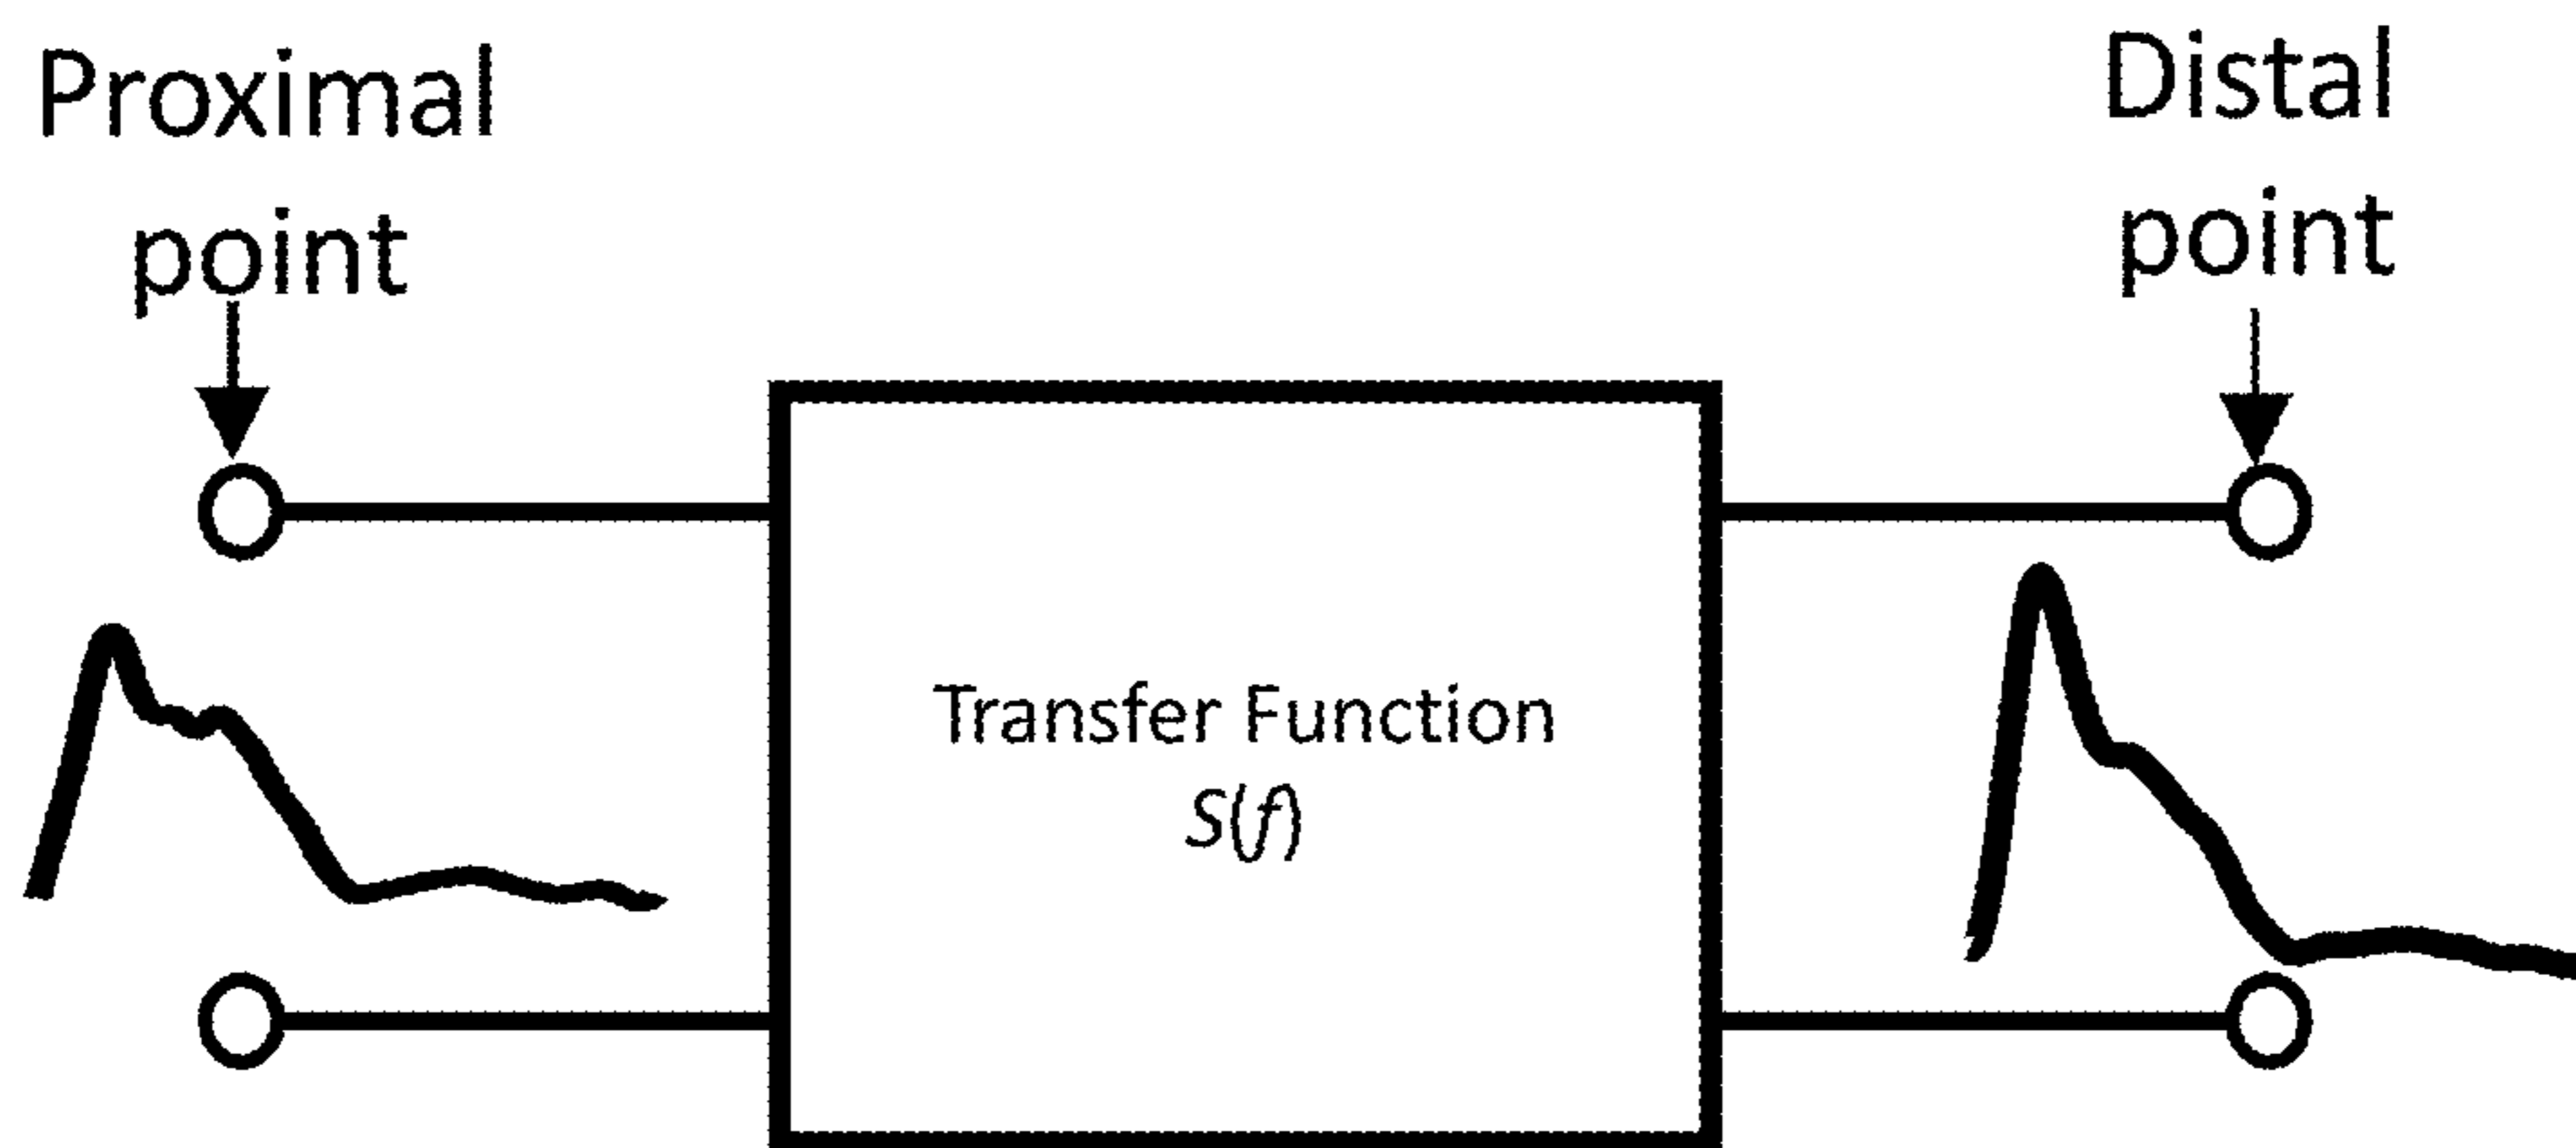 Proximal
point
Distal
point
Transfer Function
S(f)